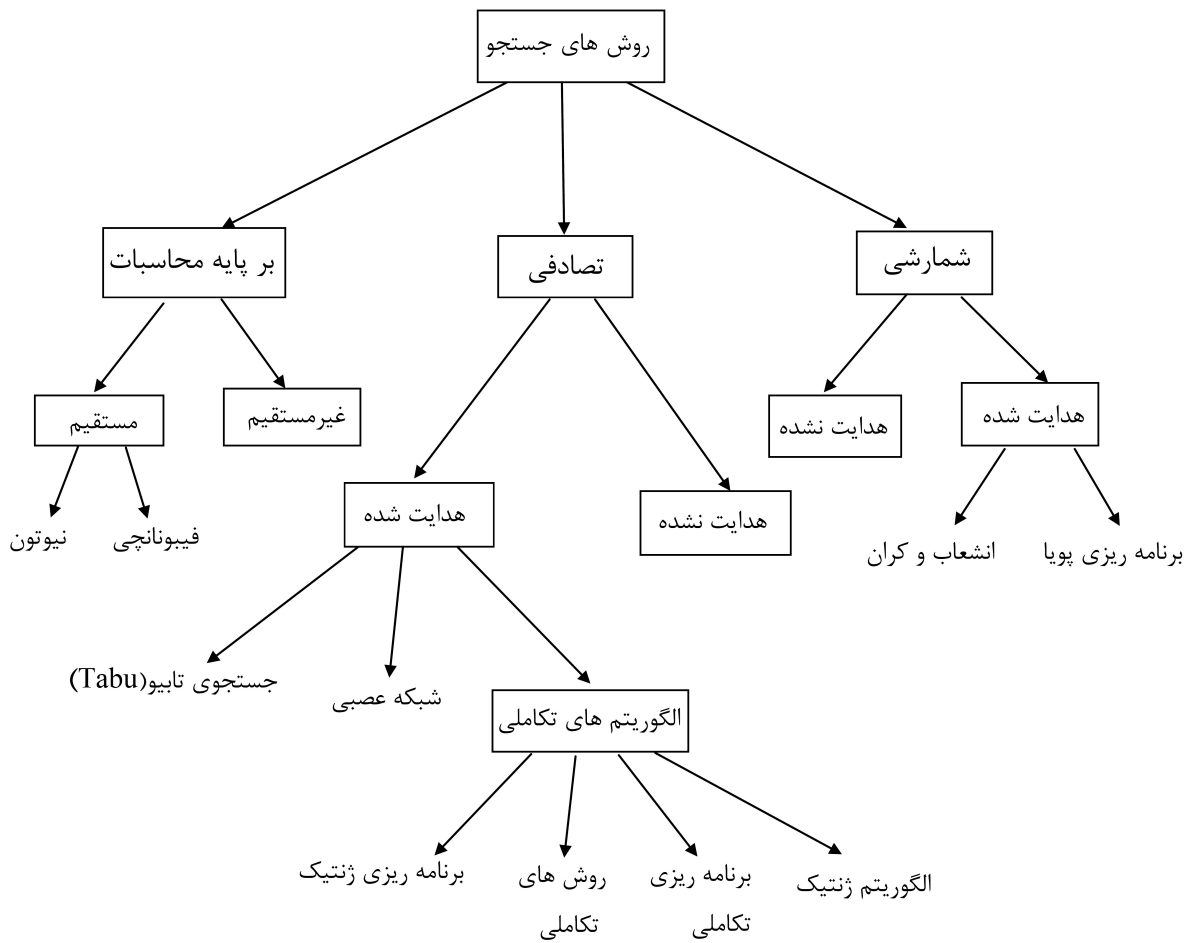 روش های جستجو
شمارشی
تصادفی
بر پایه محاسبات
هدایت شده
هدایت نشده
غیرمستقیم
مستقیم
هدایت نشده
هدایت شده
برنامه ریزی پویا
انشعاب و کران
فیبونانچی
نیوتون
الگوریتم های تکاملی
شبکه عصبی
جستجوی تابیو(Tabu)
الگوریتم ژنتیک
برنامه ریزی
تکاملی
روش های
تکاملی
برنامه ریزی ژنتیک